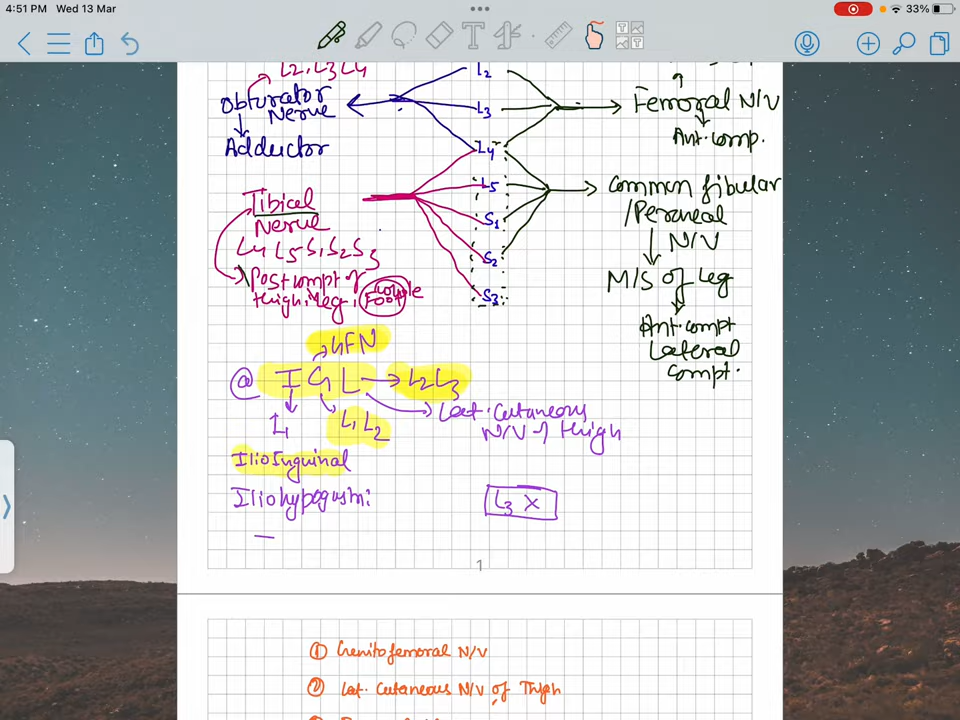 4:51 PM Wed 13 Mar
33%
L2, L3 L4
L2
Obturator
Nerve
L3
Femoral N/V
Adductor
Ant. comp.
L4
Tibial
Nerve
L5
Common fibular
/Peroneal
N/V
S1
L4 L5 S1 S2 S3
S2
Post compt of
thigh, leg,
Whole
Foot
S3
M/S of Leg
Ant. compt
Lateral
Compt.
GFN
@ I G L → L2 L3
L1
L1 L2
Lat. Cutaneous
N/V of thigh
IlioInguinal
Iliohypogastri
L3 X
1
① Genitofemoral N/V
② Lat. Cutaneous N/V of Thigh